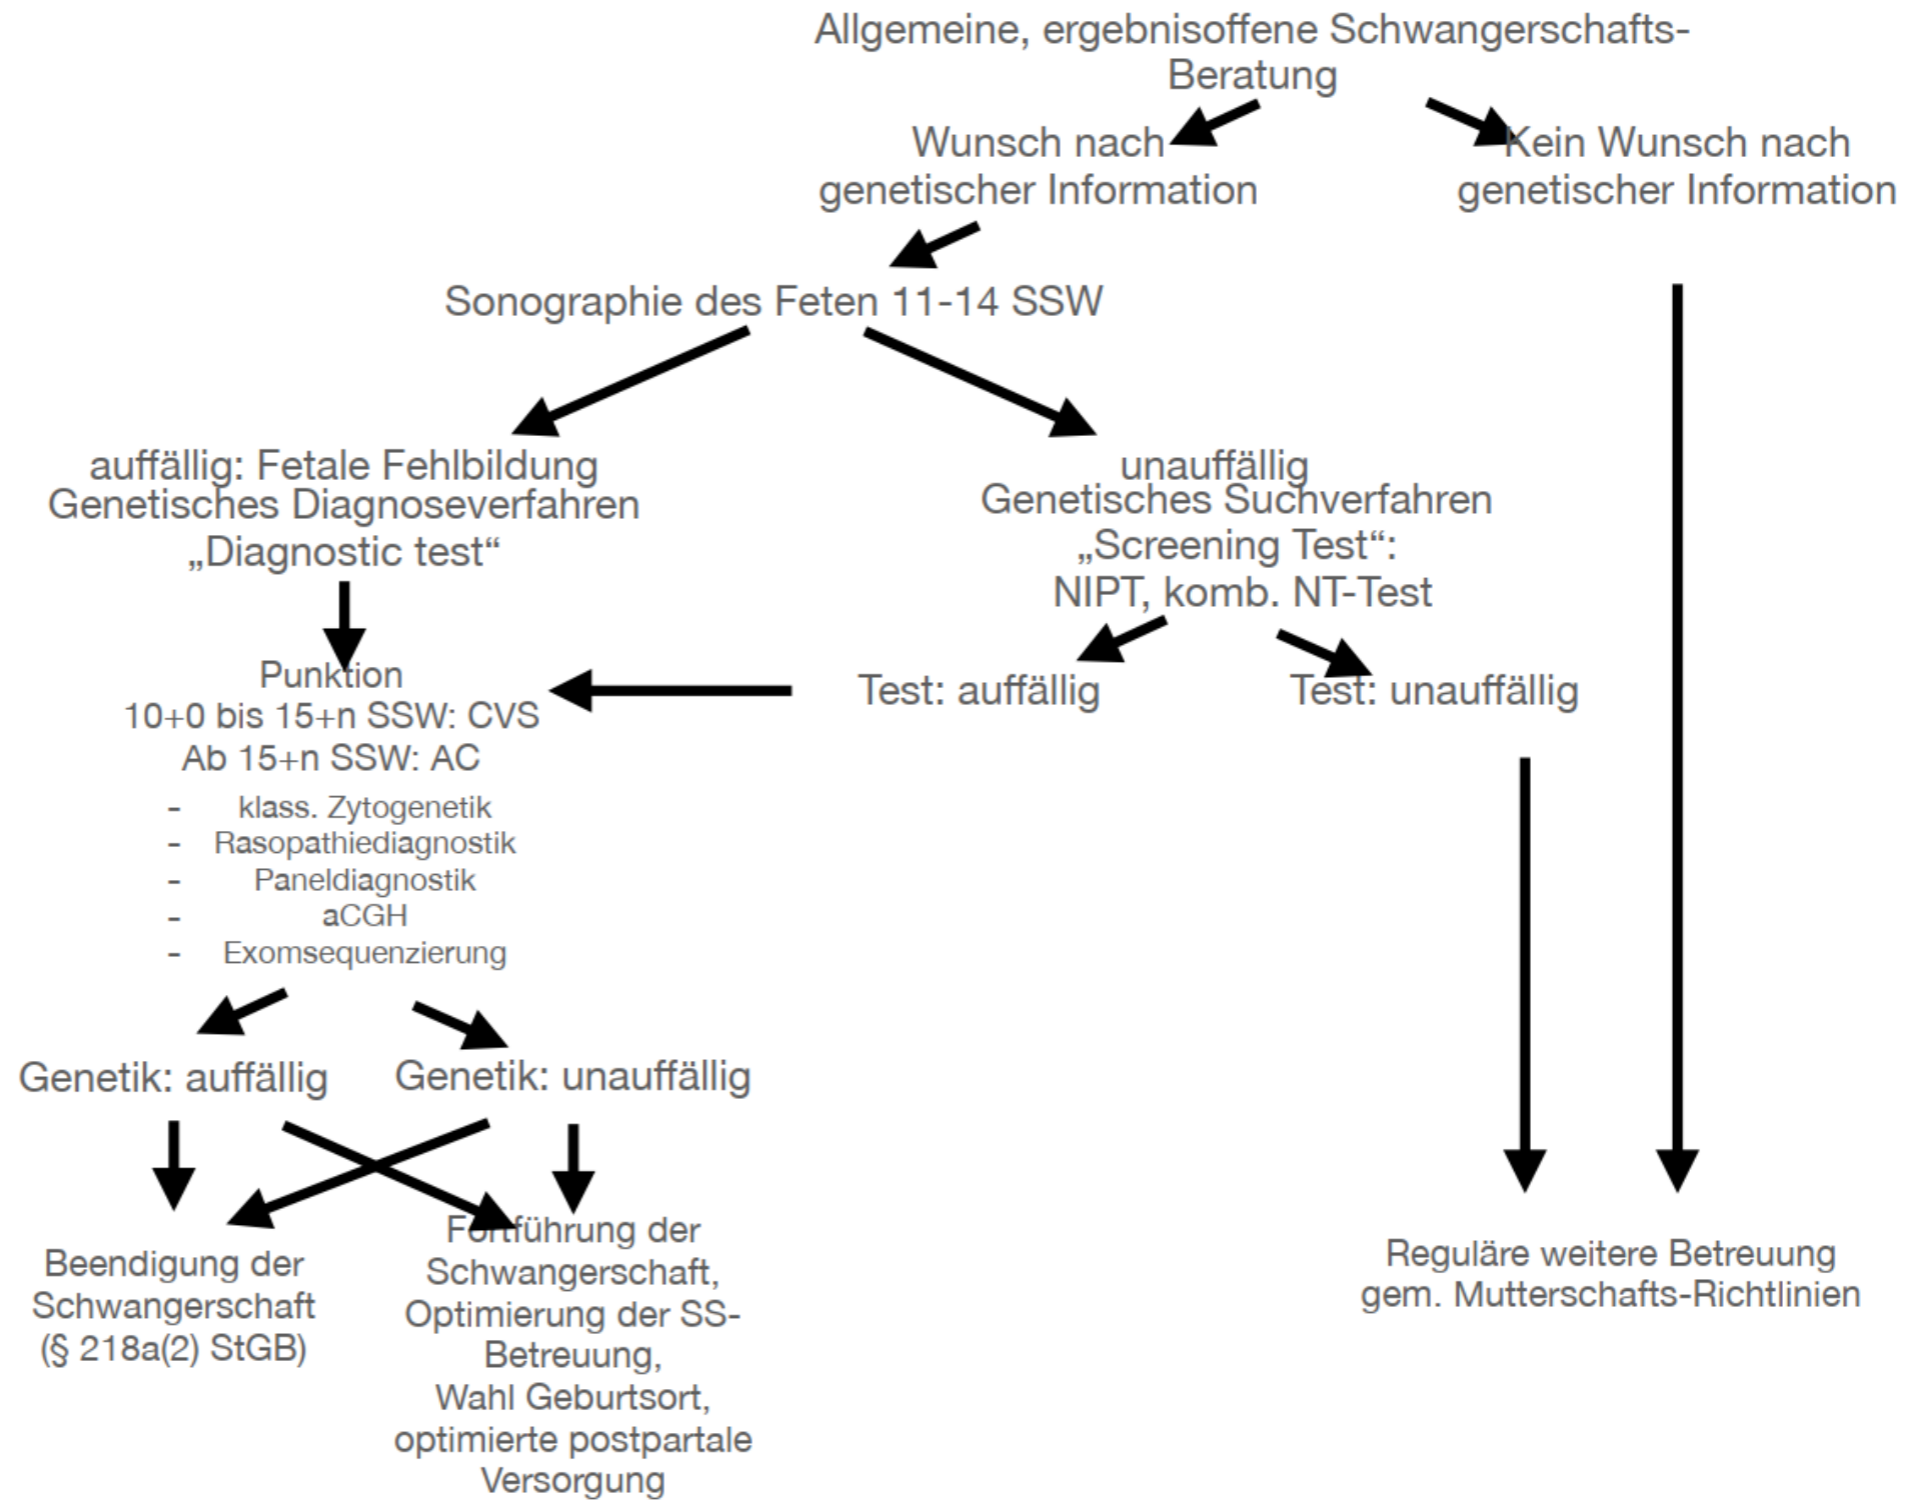 Allgemeine, ergebnisoffene Schwangerschafts-
Beratung
Wunsch nach
genetischer Information
Kein Wunsch nach
genetischer Information
Sonographie des Feten 11-14 SSW
auffällig: Fetale Fehlbildung
Genetisches Diagnoseverfahren
„Diagnostic test“
unauffällig
Genetisches Suchverfahren
„Screening Test“:
NIPT, komb. NT-Test
Test: auffällig
Test: unauffällig
Punktion
10+0 bis 15+n SSW: CVS
Ab 15+n SSW: AC
- klass. Zytogenetik
- Rasopathiediagnostik
- Paneldiagnostik
- aCGH
- Exomsequenzierung
Genetik: auffällig
Genetik: unauffällig
Beendigung der
Schwangerschaft
(§ 218a(2) StGB)
Fortführung der
Schwangerschaft,
Optimierung der SS-
Betreuung,
Wahl Geburtsort,
optimierte postpartale
Versorgung
Reguläre weitere Betreuung
gem. Mutterschafts-Richtlinien